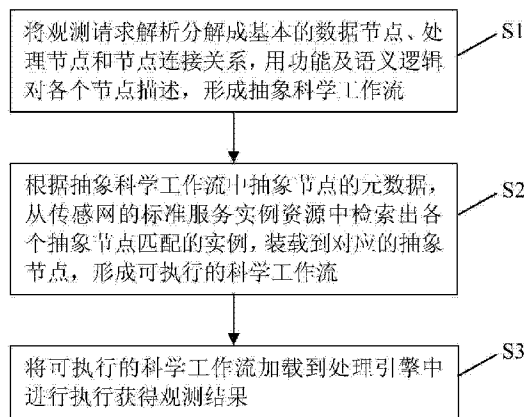 将观测请求解析分解成基本的数据节点、处
理节点和节点连接关系，用功能及语义逻辑
对各个节点描述，形成抽象科学工作流
S1
根据抽象科学工作流中抽象节点的元数据，
从传感网的标准服务实例资源中检索出各
个抽象节点匹配的实例，装载到对应的抽象
节点，形成可执行的科学工作流
S2
将可执行的科学工作流加载到处理引擎中
进行执行获得观测结果
S3